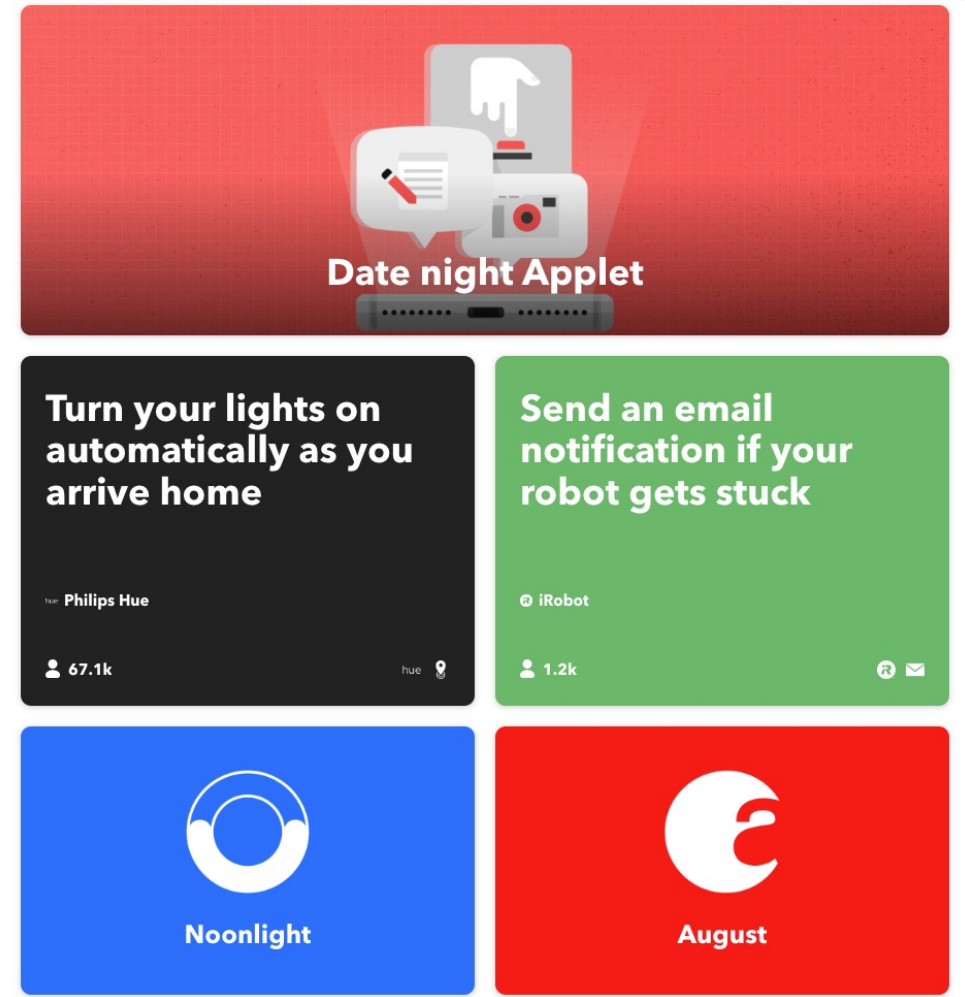 Date night Applet
Turn your lights on
automatically as you
arrive home
hue Philips Hue
67.1k
hue
Send an email
notification if your
robot gets stuck
iRobot
1.2k
Noonlight
August